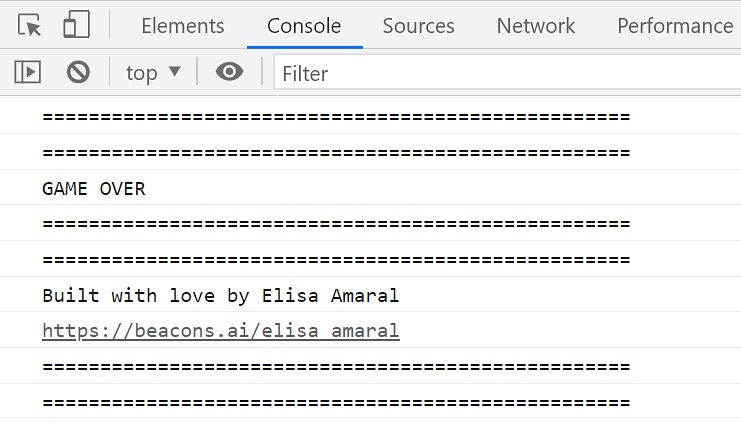 Elements Console Sources Network Performance
top Filter
===================================================
===================================================
GAME OVER
===================================================
===================================================
Built with love by Elisa Amaral
https://beacons.ai/elisa_amaral
===================================================
===================================================